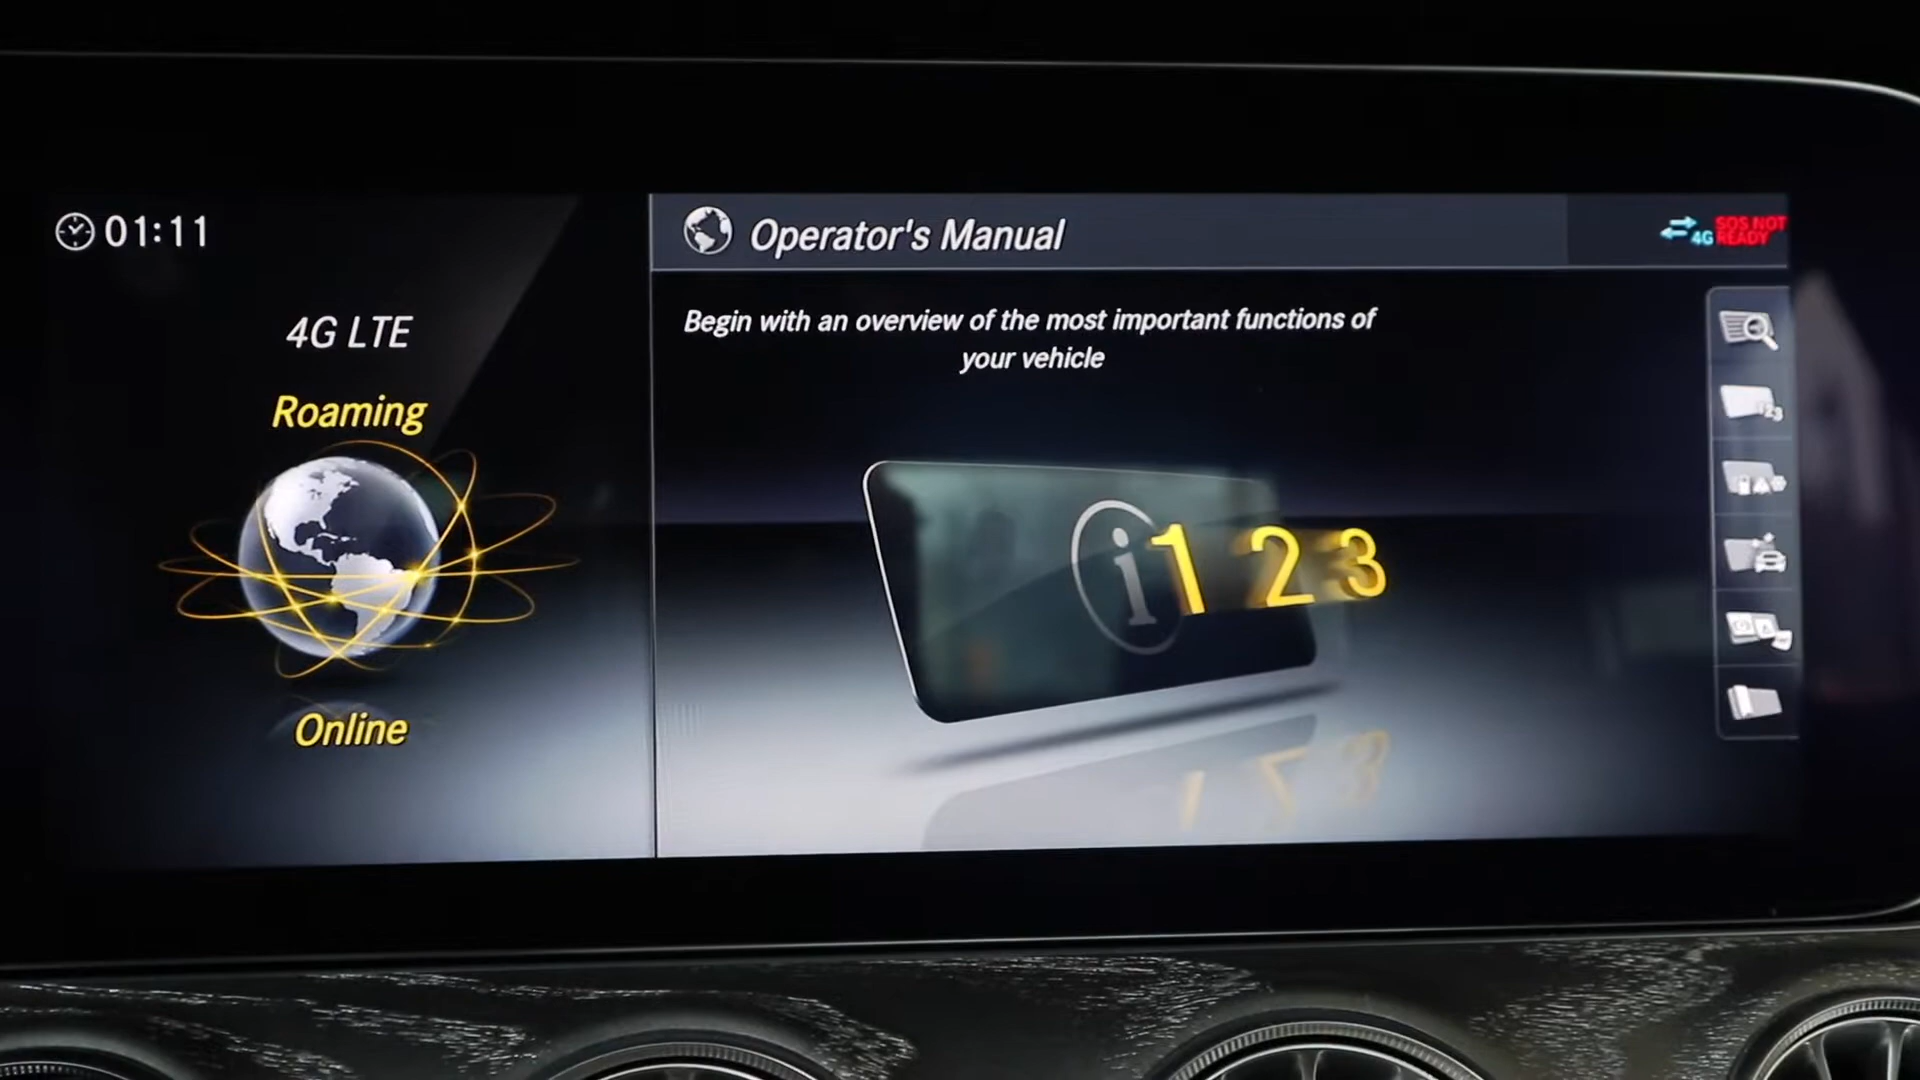 01:11
4G LTE
Roaming
Online
Operator's Manual
4G
SOS NOT
READY
Begin with an overview of the most important functions of
your vehicle
i 1 2 3
123